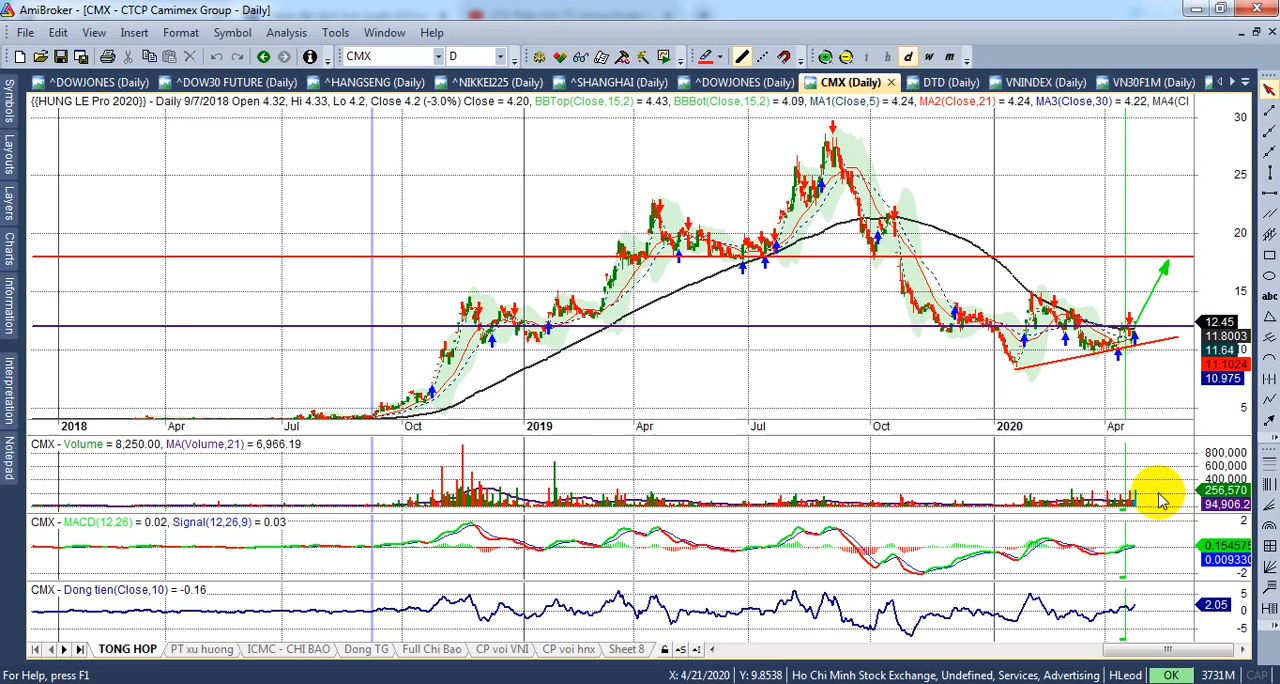 AmiBroker - [CMX - CTCP Camimex Group - Daily]
File Edit View Insert Format Symbol Analysis Tools Window Help
CMX D i h d w m
^DOWJONES (Daily) ^DOW30 FUTURE (Daily) ^HANGSENG (Daily) ^NIKKEI225 (Daily) ^SHANGHAI (Daily) ^DOWJONES (Daily) CMX (Daily) DTD (Daily) VNINDEX (Daily) VN30F1M (Daily)
{{HUNG LE Pro 2020}} - Daily 9/7/2018 Open 4.32, Hi 4.33, Lo 4.2, Close 4.2 (-3.0%) Close = 4.20, BBTop(Close,15,2) = 4.43, BBBot(Close,15,2) = 4.09, MA1(Close,5) = 4.24, MA2(Close,21) = 4.24, MA3(Close,30) = 4.22, MA4(Cl
Symbols
Layouts
Layers
Charts
Information
Interpretation
Notepad
30
25
20
15
12.45
11.8003
11.64 0
11.1024
10.975
5
abc
2018 Apr Jul Oct 2019 Apr Jul Oct 2020 Apr
CMX - Volume = 8,250.00, MA(Volume,21) = 6,966.19
800,000
600,000
400,000
256,570
94,906.2
CMX - MACD(12,26) = 0.02, Signal(12,26,9) = 0.03
2
0.154575
0.009330
-2
CMX - Dong tien(Close,10) = -0.16
5
2.05
0
-5
TONG HOP PT xu huong ICMC - CHI BAO Dong TG Full Chi Bao CP voi VNI CP voi hnx Sheet 8
For Help, press F1 X: 4/21/2020 Y: 9.8538 Ho Chi Minh Stock Exchange, Undefined, Services, Advertising HLeod OK 3731M CAP